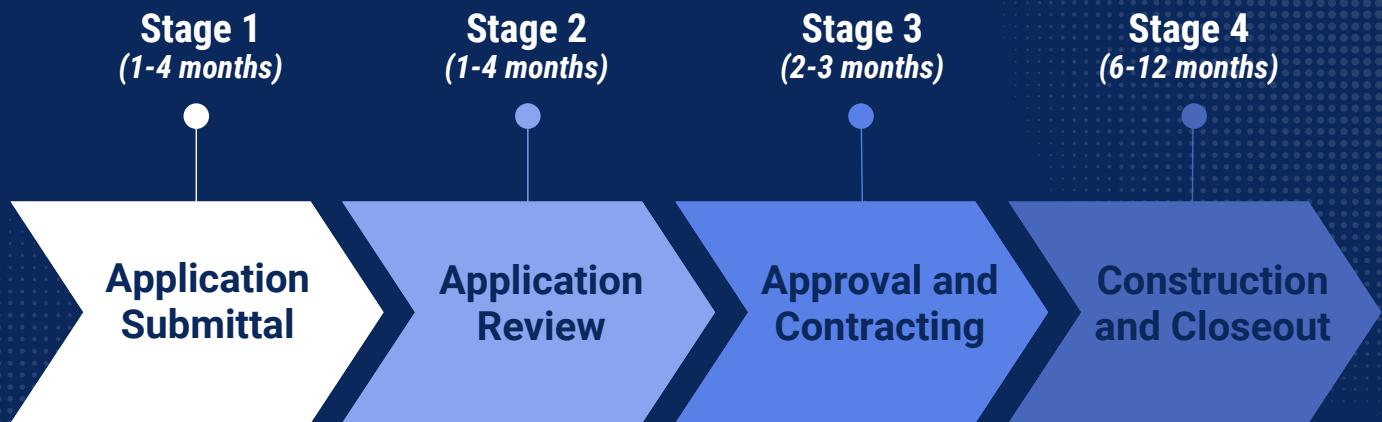 Stage 1
(1-4 months)
Stage 2
(1-4 months)
Stage 3
(2-3 months)
Stage 4
(6-12 months)
Application
Submittal
Application
Review
Approval and
Contracting
Construction
and Closeout